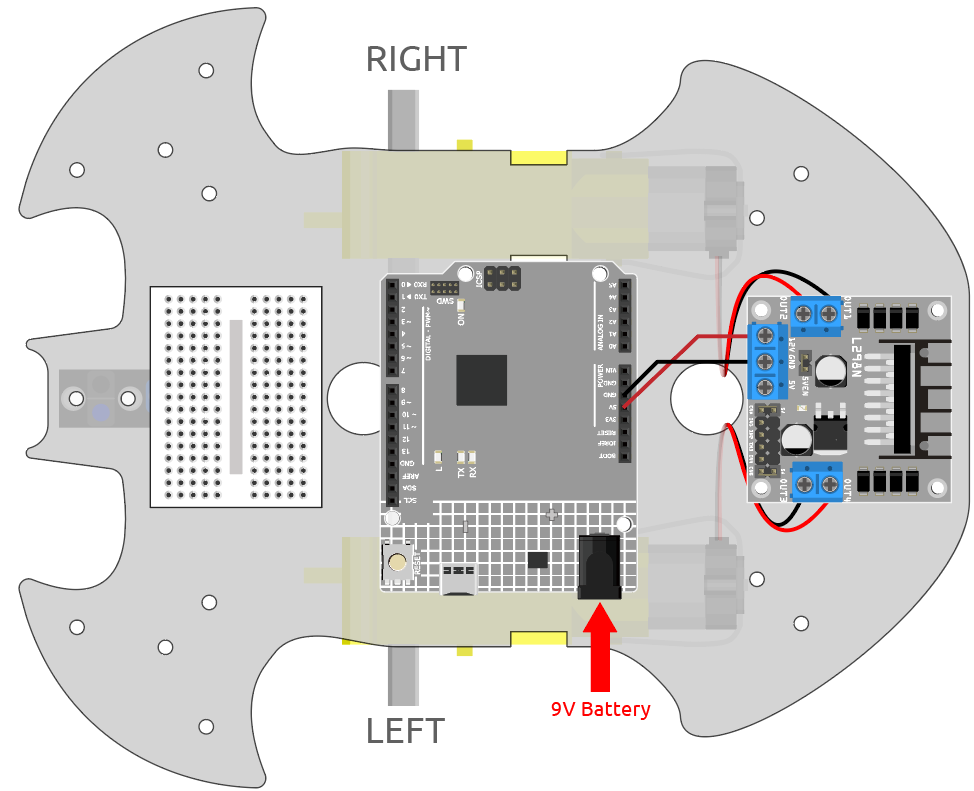 RIGHT
ICSP
SWD
ON
RX0 ◀ 0
TX0 ▶ 1
2
~ 3
4
~ 5
~ 6
7
8
~ 9
~ 10
~ 11
12
13
GND
AREF
SDA
SCL
DIGITAL (PWM~)
A5
A4
A3
A2
A1
A0
ANALOG IN
POWER
VIN
GND
GND
5V
3V3
RESET
IOREF
BOOT
L
TX
RX
RESET
OUT2
OUT1
12V
GND
5V
5VEN
L298N
OUT3
OUT4
9V Battery
LEFT